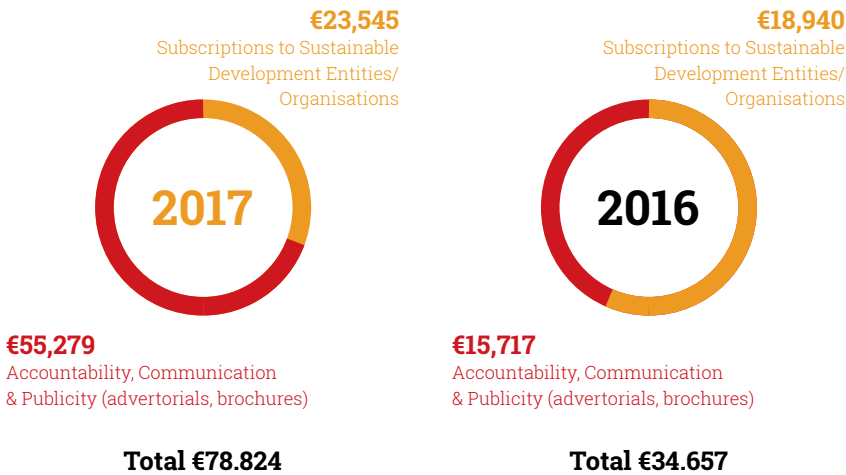 €23,545
Subscriptions to Sustainable
Development Entities/
Organisations
2017
€55,279
Accountability, Communication
& Publicity (advertorials, brochures)
Total €78.824
€18,940
Subscriptions to Sustainable
Development Entities/
Organisations
2016
€15,717
Accountability, Communication
& Publicity (advertorials, brochures)
Total €34.657